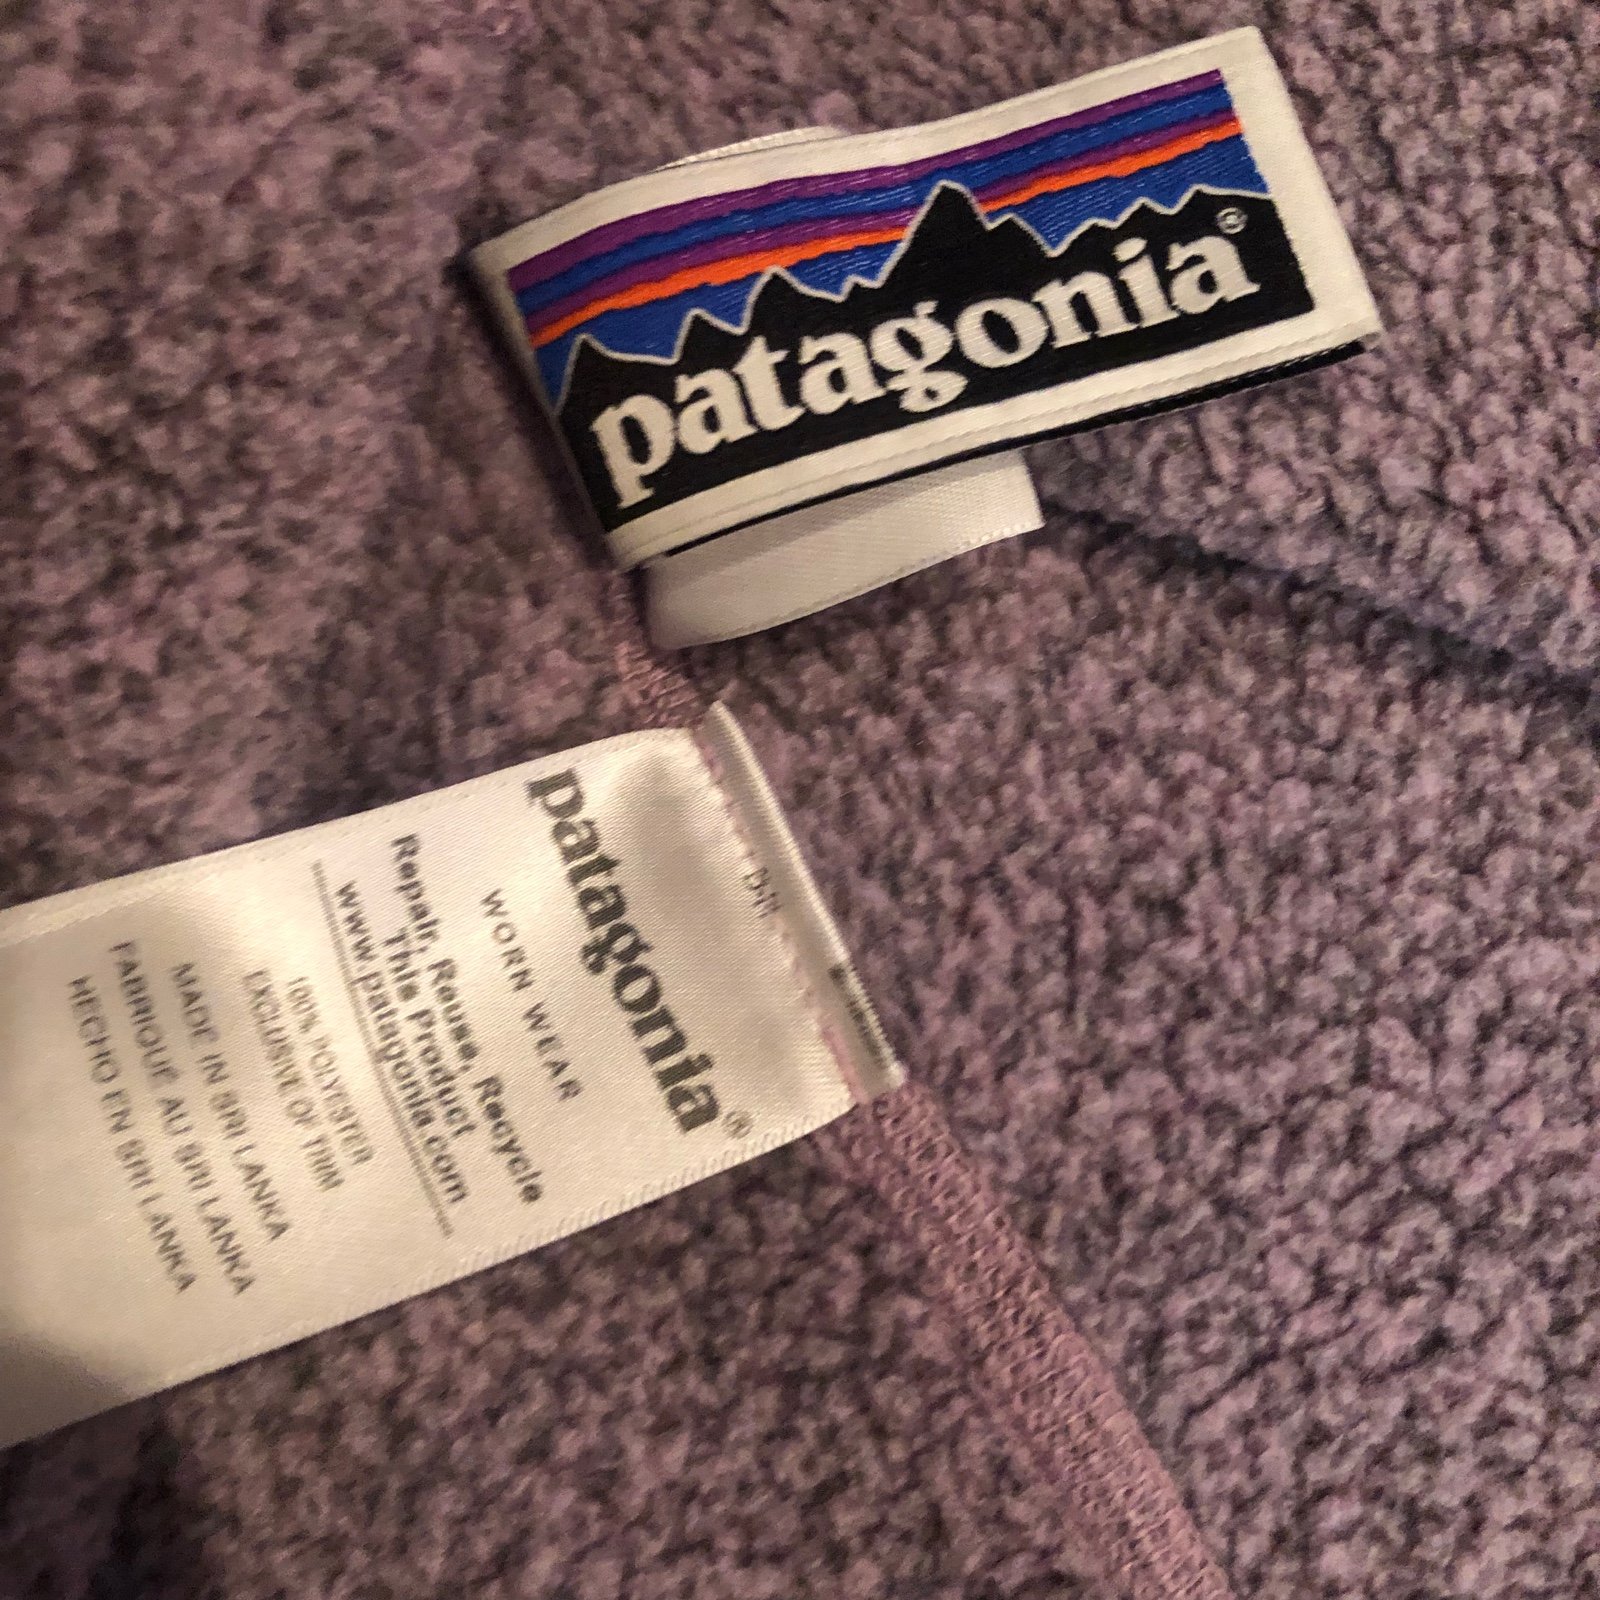 patagonia®
patagonia®
WORN WEAR
Repair, Reuse, Recycle
This Product
www.patagonia.com
100% POLYESTER
EXCLUSIVE OF TRIM
MADE IN SRI LANKA
FABRIQUÉ AU SRI LANKA
HECHO EN SRI LANKA